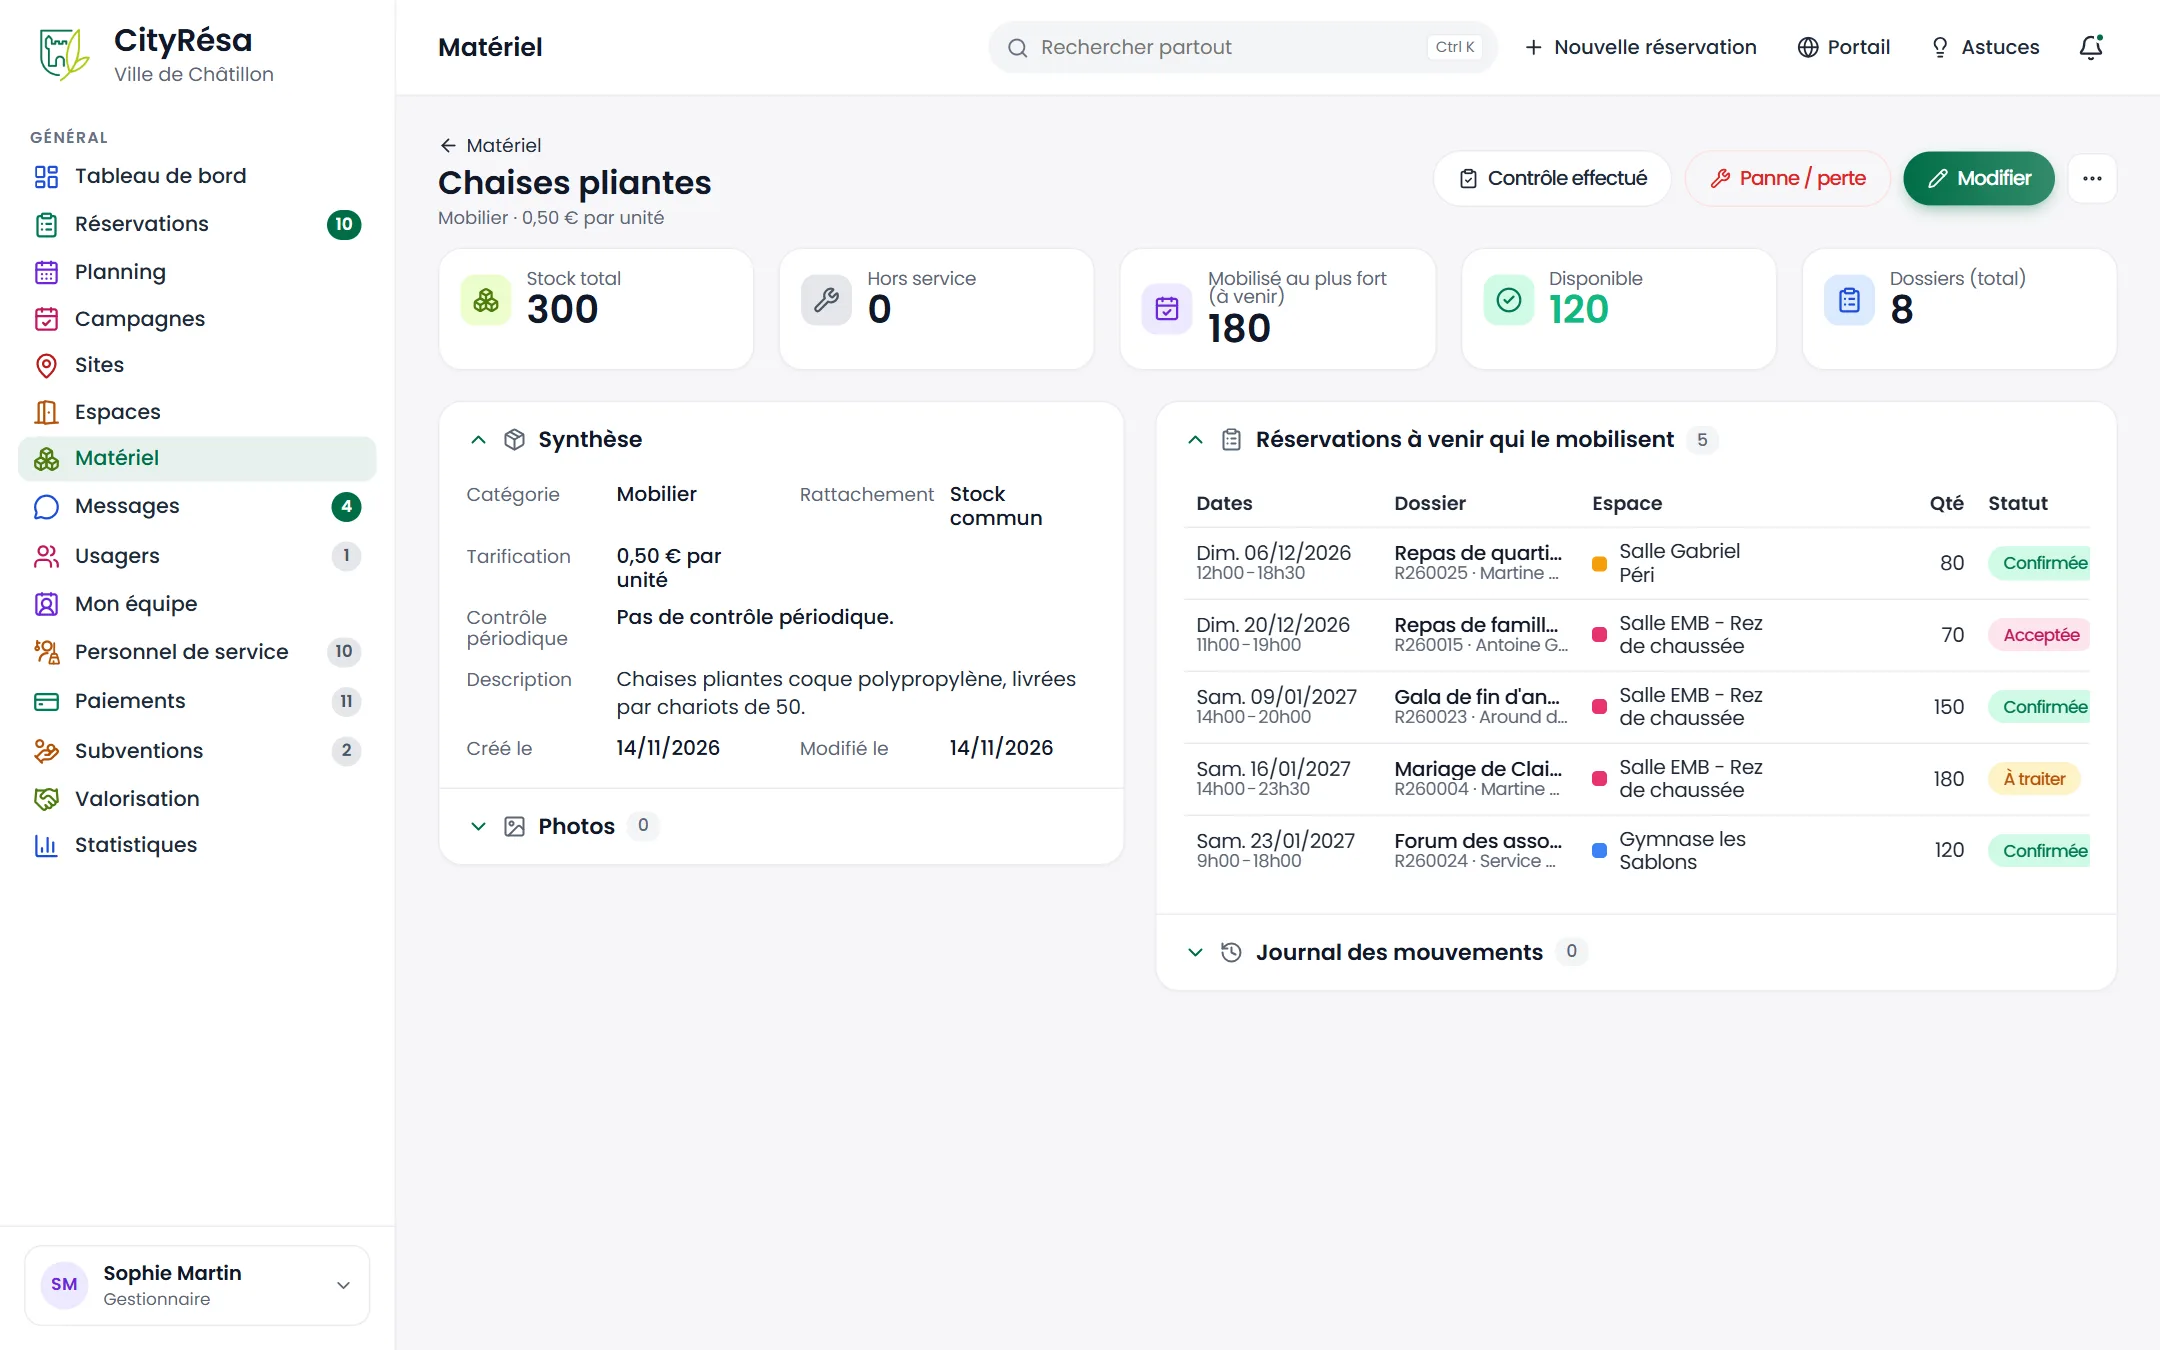 CityRésa
Ville de Châtillon
GÉNÉRAL
Tableau de bord
Réservations 10
Planning
Campagnes
Sites
Espaces
Matériel
Messages 4
Usagers 1
Mon équipe
Personnel de service 10
Paiements 11
Subventions 2
Valorisation
Statistiques
SM
Sophie Martin
Gestionnaire
Matériel
Rechercher partout Ctrl K
Nouvelle réservation
Portail
Astuces
Matériel
Chaises pliantes
Mobilier · 0,50 € par unité
Contrôle effectué
Panne / perte
Modifier
Stock total
300
Hors service
0
Mobilisé au plus fort
(à venir)
180
Disponible
120
Dossiers (total)
8
Synthèse
Catégorie Mobilier Rattachement Stock
commun
Tarification 0,50 € par
unité
Contrôle
périodique
Pas de contrôle périodique.
Description Chaises pliantes coque polypropylène, livrées
par chariots de 50.
Créé le 14/11/2026 Modifié le 14/11/2026
Photos 0
Réservations à venir qui le mobilisent 5
Dates Dossier Espace Qté Statut
Dim. 06/12/2026 Repas de quarti... Salle Gabriel
12h00-18h30 R260025 · Martine ... Péri 80 Confirmée
Dim. 20/12/2026 Repas de famill... Salle EMB - Rez
11h00-19h00 R260015 · Antoine G... de chaussée 70 Acceptée
Sam. 09/01/2027 Gala de fin d'an... Salle EMB - Rez
14h00-20h00 R260023 · Around d... de chaussée 150 Confirmée
Sam. 16/01/2027 Mariage de Clai... Salle EMB - Rez
14h00-23h30 R260004 · Martine ... de chaussée 180 À traiter
Sam. 23/01/2027 Forum des asso... Gymnase les
9h00-18h00 R260024 · Service ... Sablons 120 Confirmée
Journal des mouvements 0